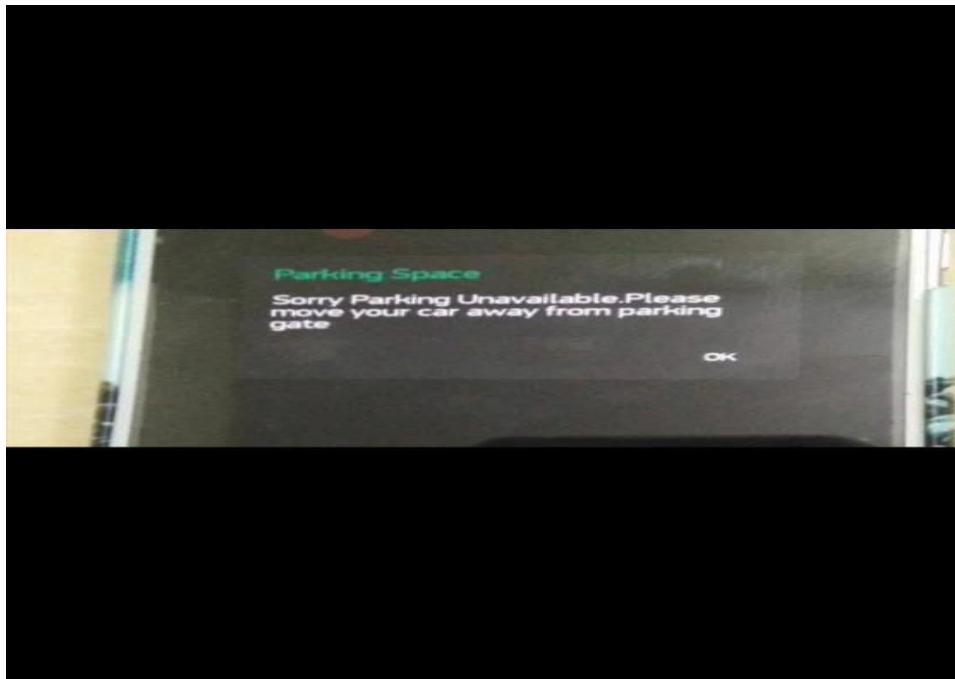 Parking Space
Sorry Parking Unavailable.Please
move your car away from parking
gate
OK